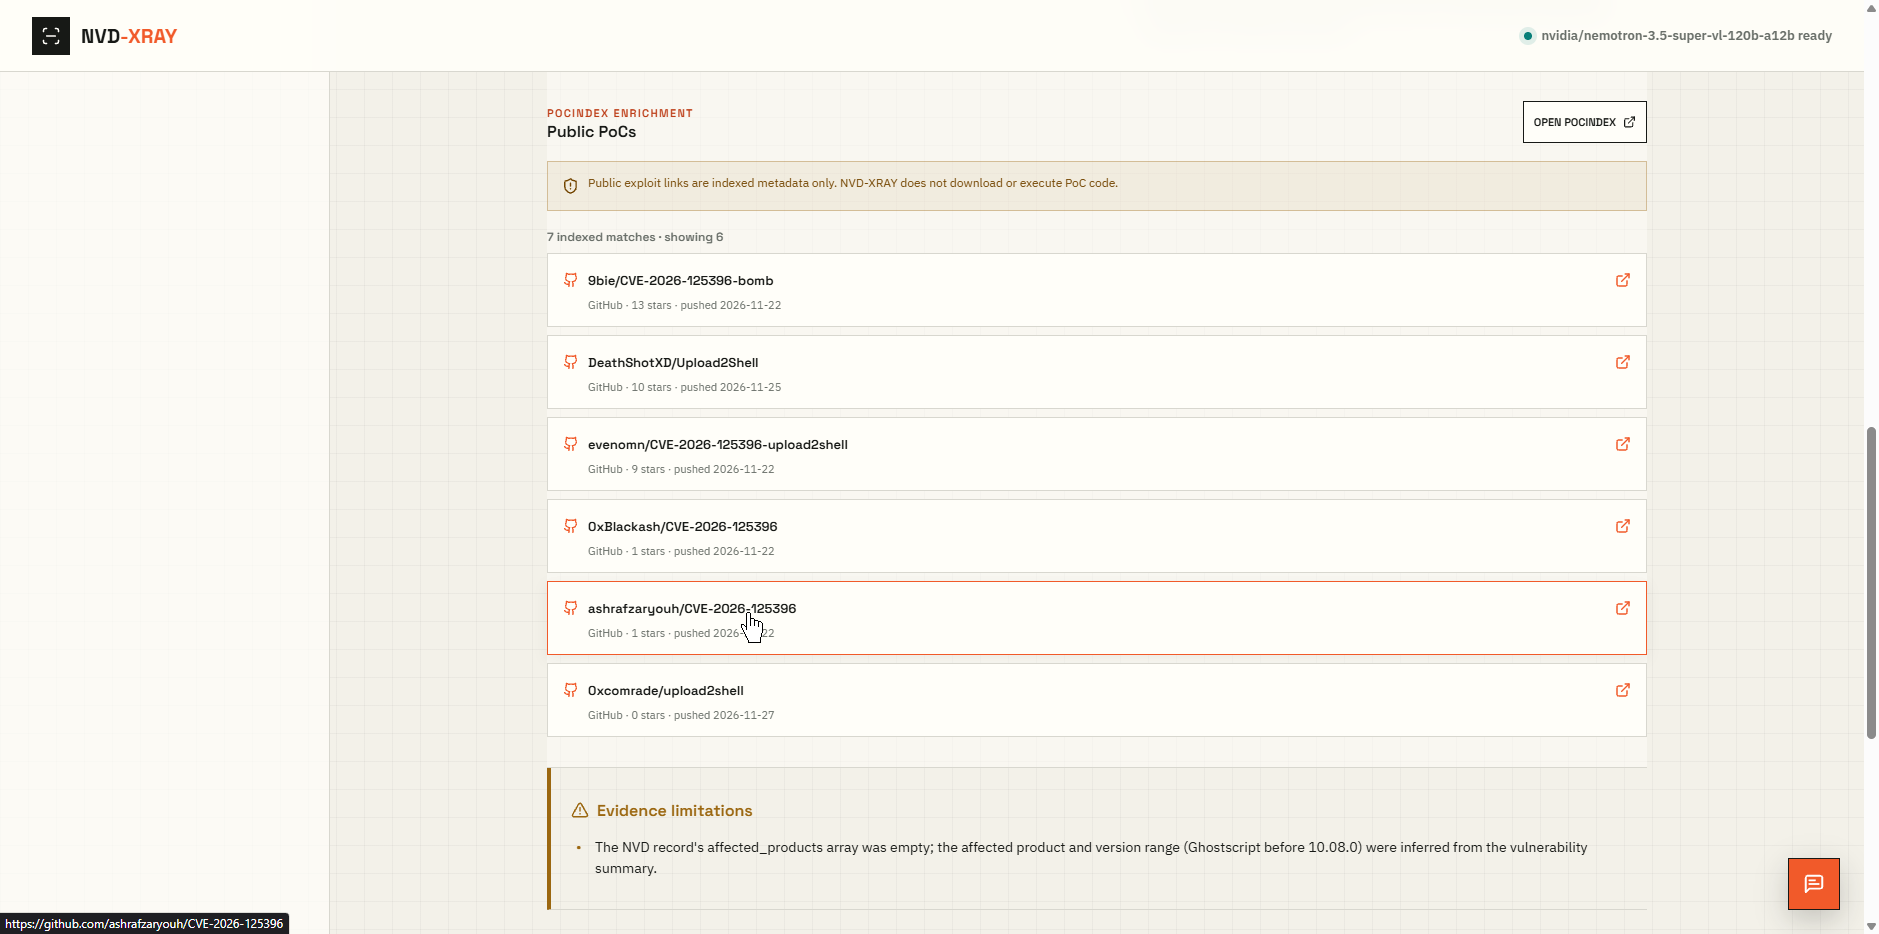 NVD-XRAY
nvidia/nemotron-3.5-super-vl-120b-a12b ready
POCINDEX ENRICHMENT
Public PoCs
OPEN POCINDEX
Public exploit links are indexed metadata only. NVD-XRAY does not download or execute PoC code.
7 indexed matches · showing 6
9bie/CVE-2026-125396-bomb
GitHub · 13 stars · pushed 2026-11-22
DeathShotXD/Upload2Shell
GitHub · 10 stars · pushed 2026-11-25
evenomn/CVE-2026-125396-upload2shell
GitHub · 9 stars · pushed 2026-11-22
0xBlackash/CVE-2026-125396
GitHub · 1 stars · pushed 2026-11-22
ashrafzaryouh/CVE-2026-125396
GitHub · 1 stars · pushed 2026- 22
0xcomrade/upload2shell
GitHub · 0 stars · pushed 2026-11-27
Evidence limitations
• The NVD record's affected_products array was empty; the affected product and version range (Ghostscript before 10.08.0) were inferred from the vulnerability
summary.
https://github.com/ashrafzaryouh/CVE-2026-125396